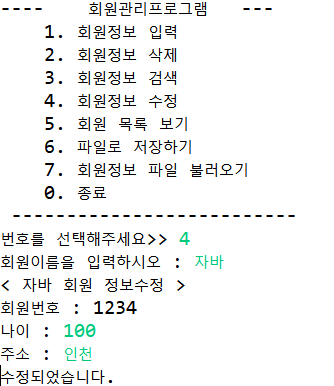 ----    회원관리프로그램    ---
1. 회원정보 입력
2. 회원정보 삭제
3. 회원정보 검색
4. 회원정보 수정
5. 회원 목록 보기
6. 파일로 저장하기
7. 회원정보 파일 불러오기
0. 종료
--------------------------
번호를 선택해주세요>> 4
회원이름을 입력하시오 : 자바
< 자바 회원 정보수정 >
회원번호 : 1234
나이 : 100
주소 : 인천
수정되었습니다.